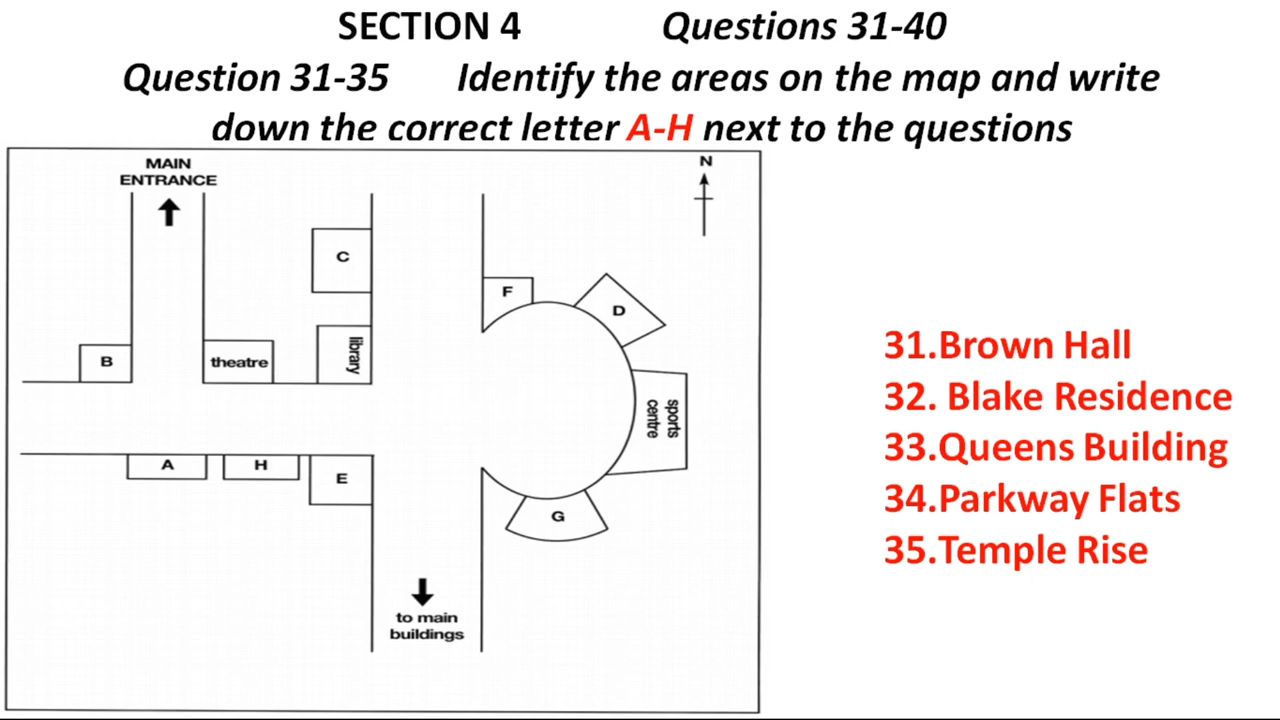 SECTION 4 Questions 31-40
Question 31-35 Identify the areas on the map and write
down the correct letter A-H next to the questions
MAIN
ENTRANCE
N
C
F
D
B
theatre
library
sports
centre
A
H
E
G
to main
buildings
31.Brown Hall
32. Blake Residence
33.Queens Building
34.Parkway Flats
35.Temple Rise